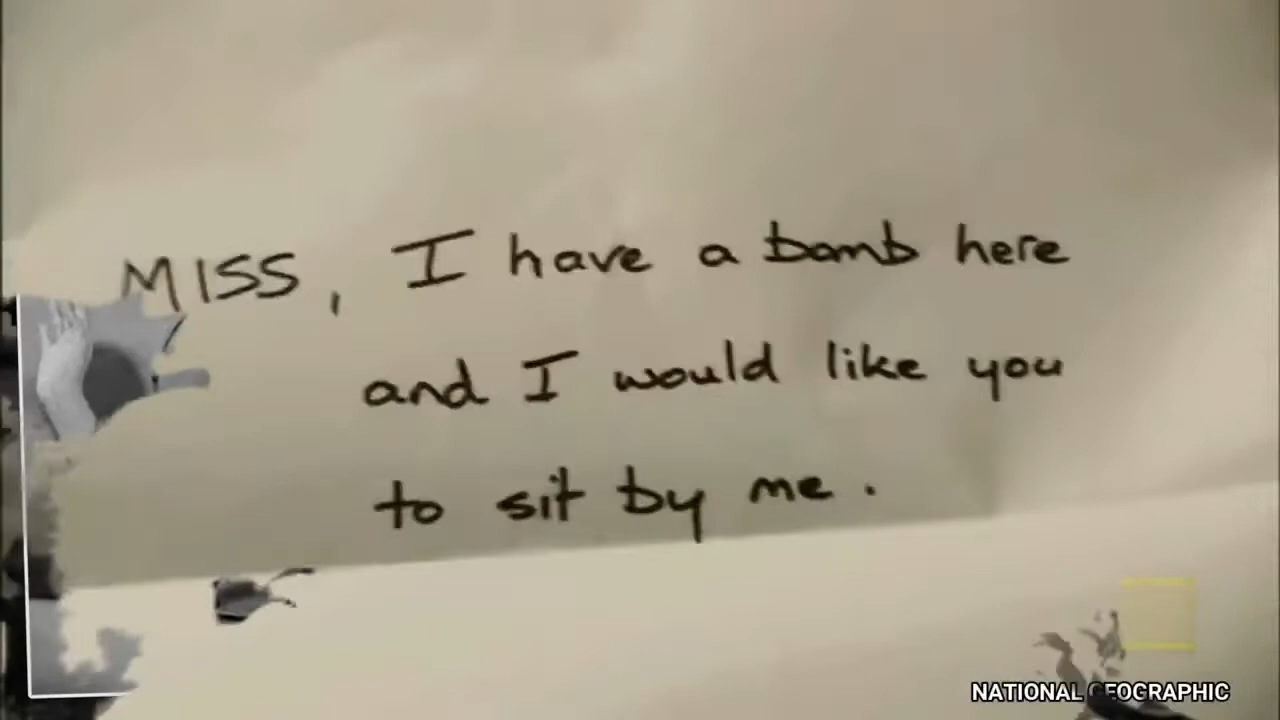 MISS, I have a bomb here
and I would like you
to sit by me.
NATIONAL GEOGRAPHIC